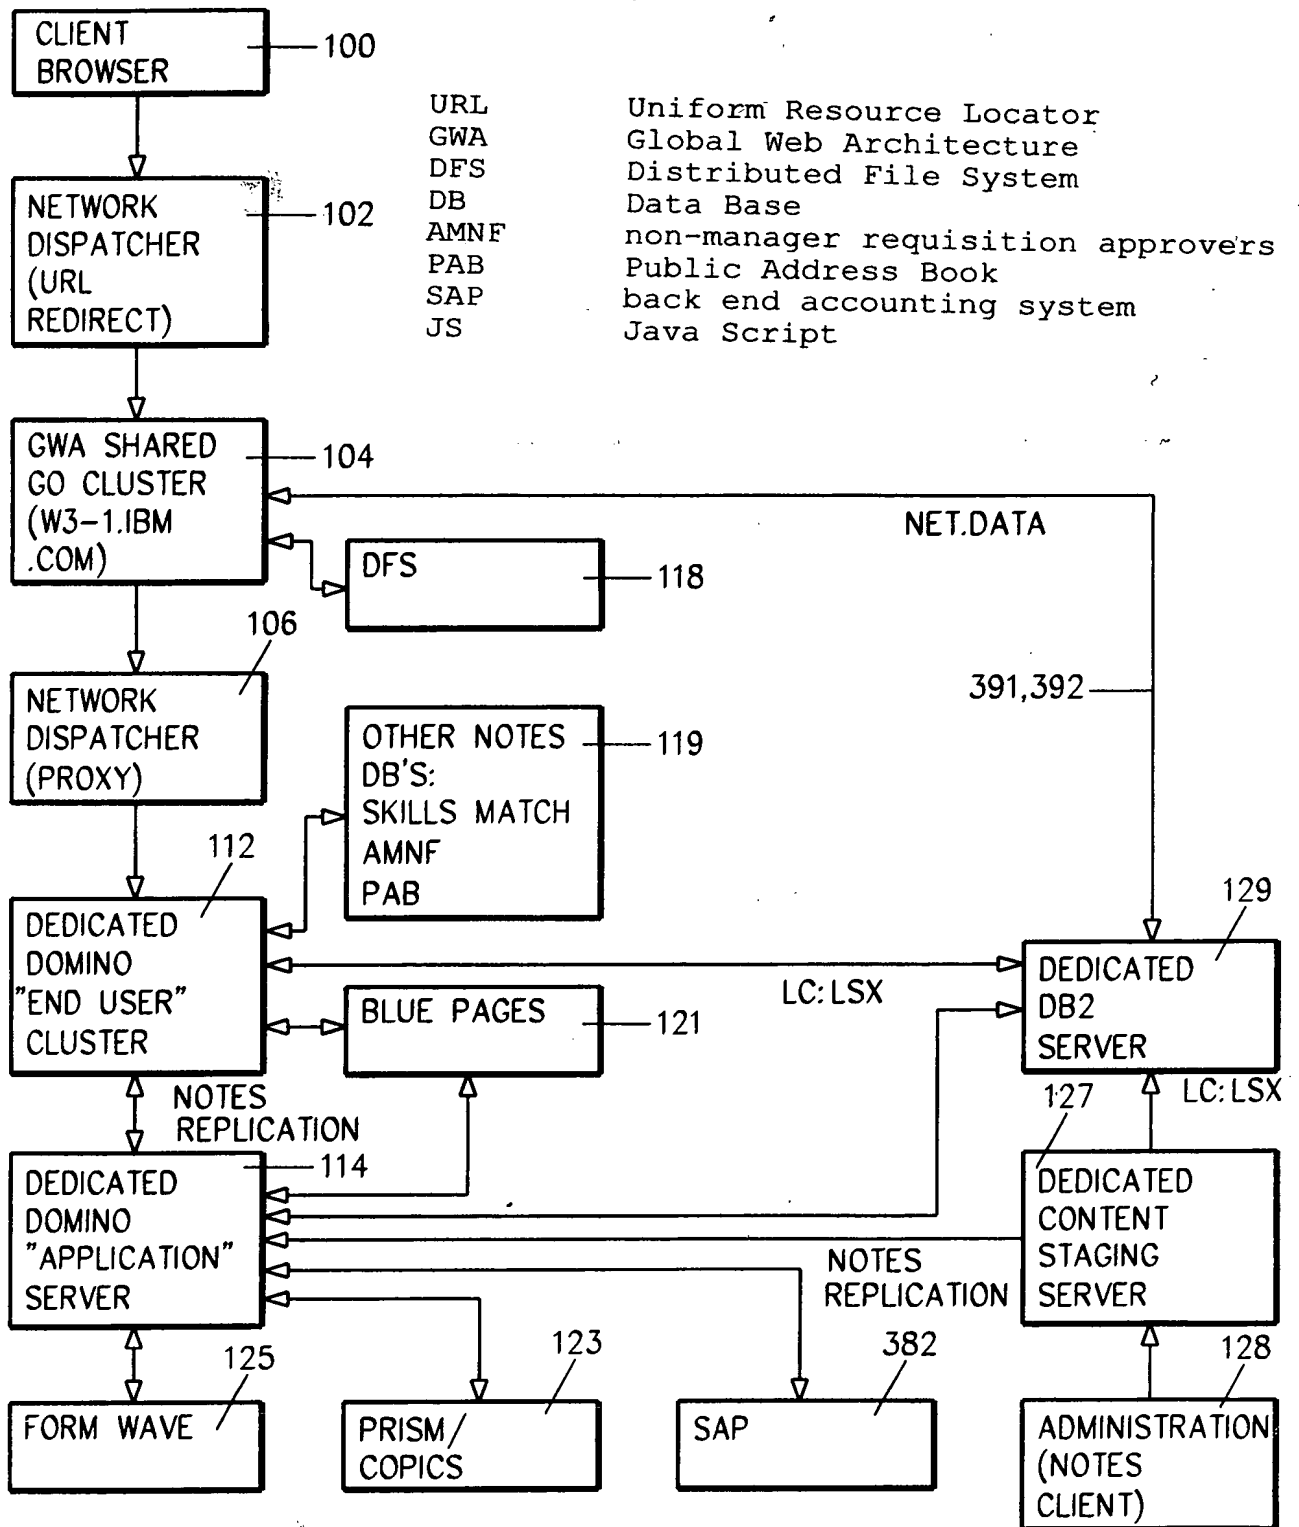 CLIENT
BROWSER
100
URL Uniform Resource Locator
GWA Global Web Architecture
DFS Distributed File System
DB Data Base
AMNF non-manager requisition approvers
PAB Public Address Book
SAP back end accounting system
JS Java Script
NETWORK
DISPATCHER
(URL
REDIRECT)
102
GWA SHARED
GO CLUSTER
(W3-1.IBM
.COM)
104
NET.DATA
DFS
118
106
NETWORK
DISPATCHER
(PROXY)
391,392
OTHER NOTES
DB'S:
SKILLS MATCH
AMNF
PAB
119
112
DEDICATED
DOMINO
"END USER"
CLUSTER
129
DEDICATED
DB2
SERVER
LC:LSX
BLUE PAGES
121
NOTES
REPLICATION
127
LC:LSX
114
DEDICATED
DOMINO
"APPLICATION"
SERVER
DEDICATED
CONTENT
STAGING
SERVER
NOTES
REPLICATION
125
FORM WAVE
123
PRISM/
COPICS
382
SAP
128
ADMINISTRATION
(NOTES
CLIENT)